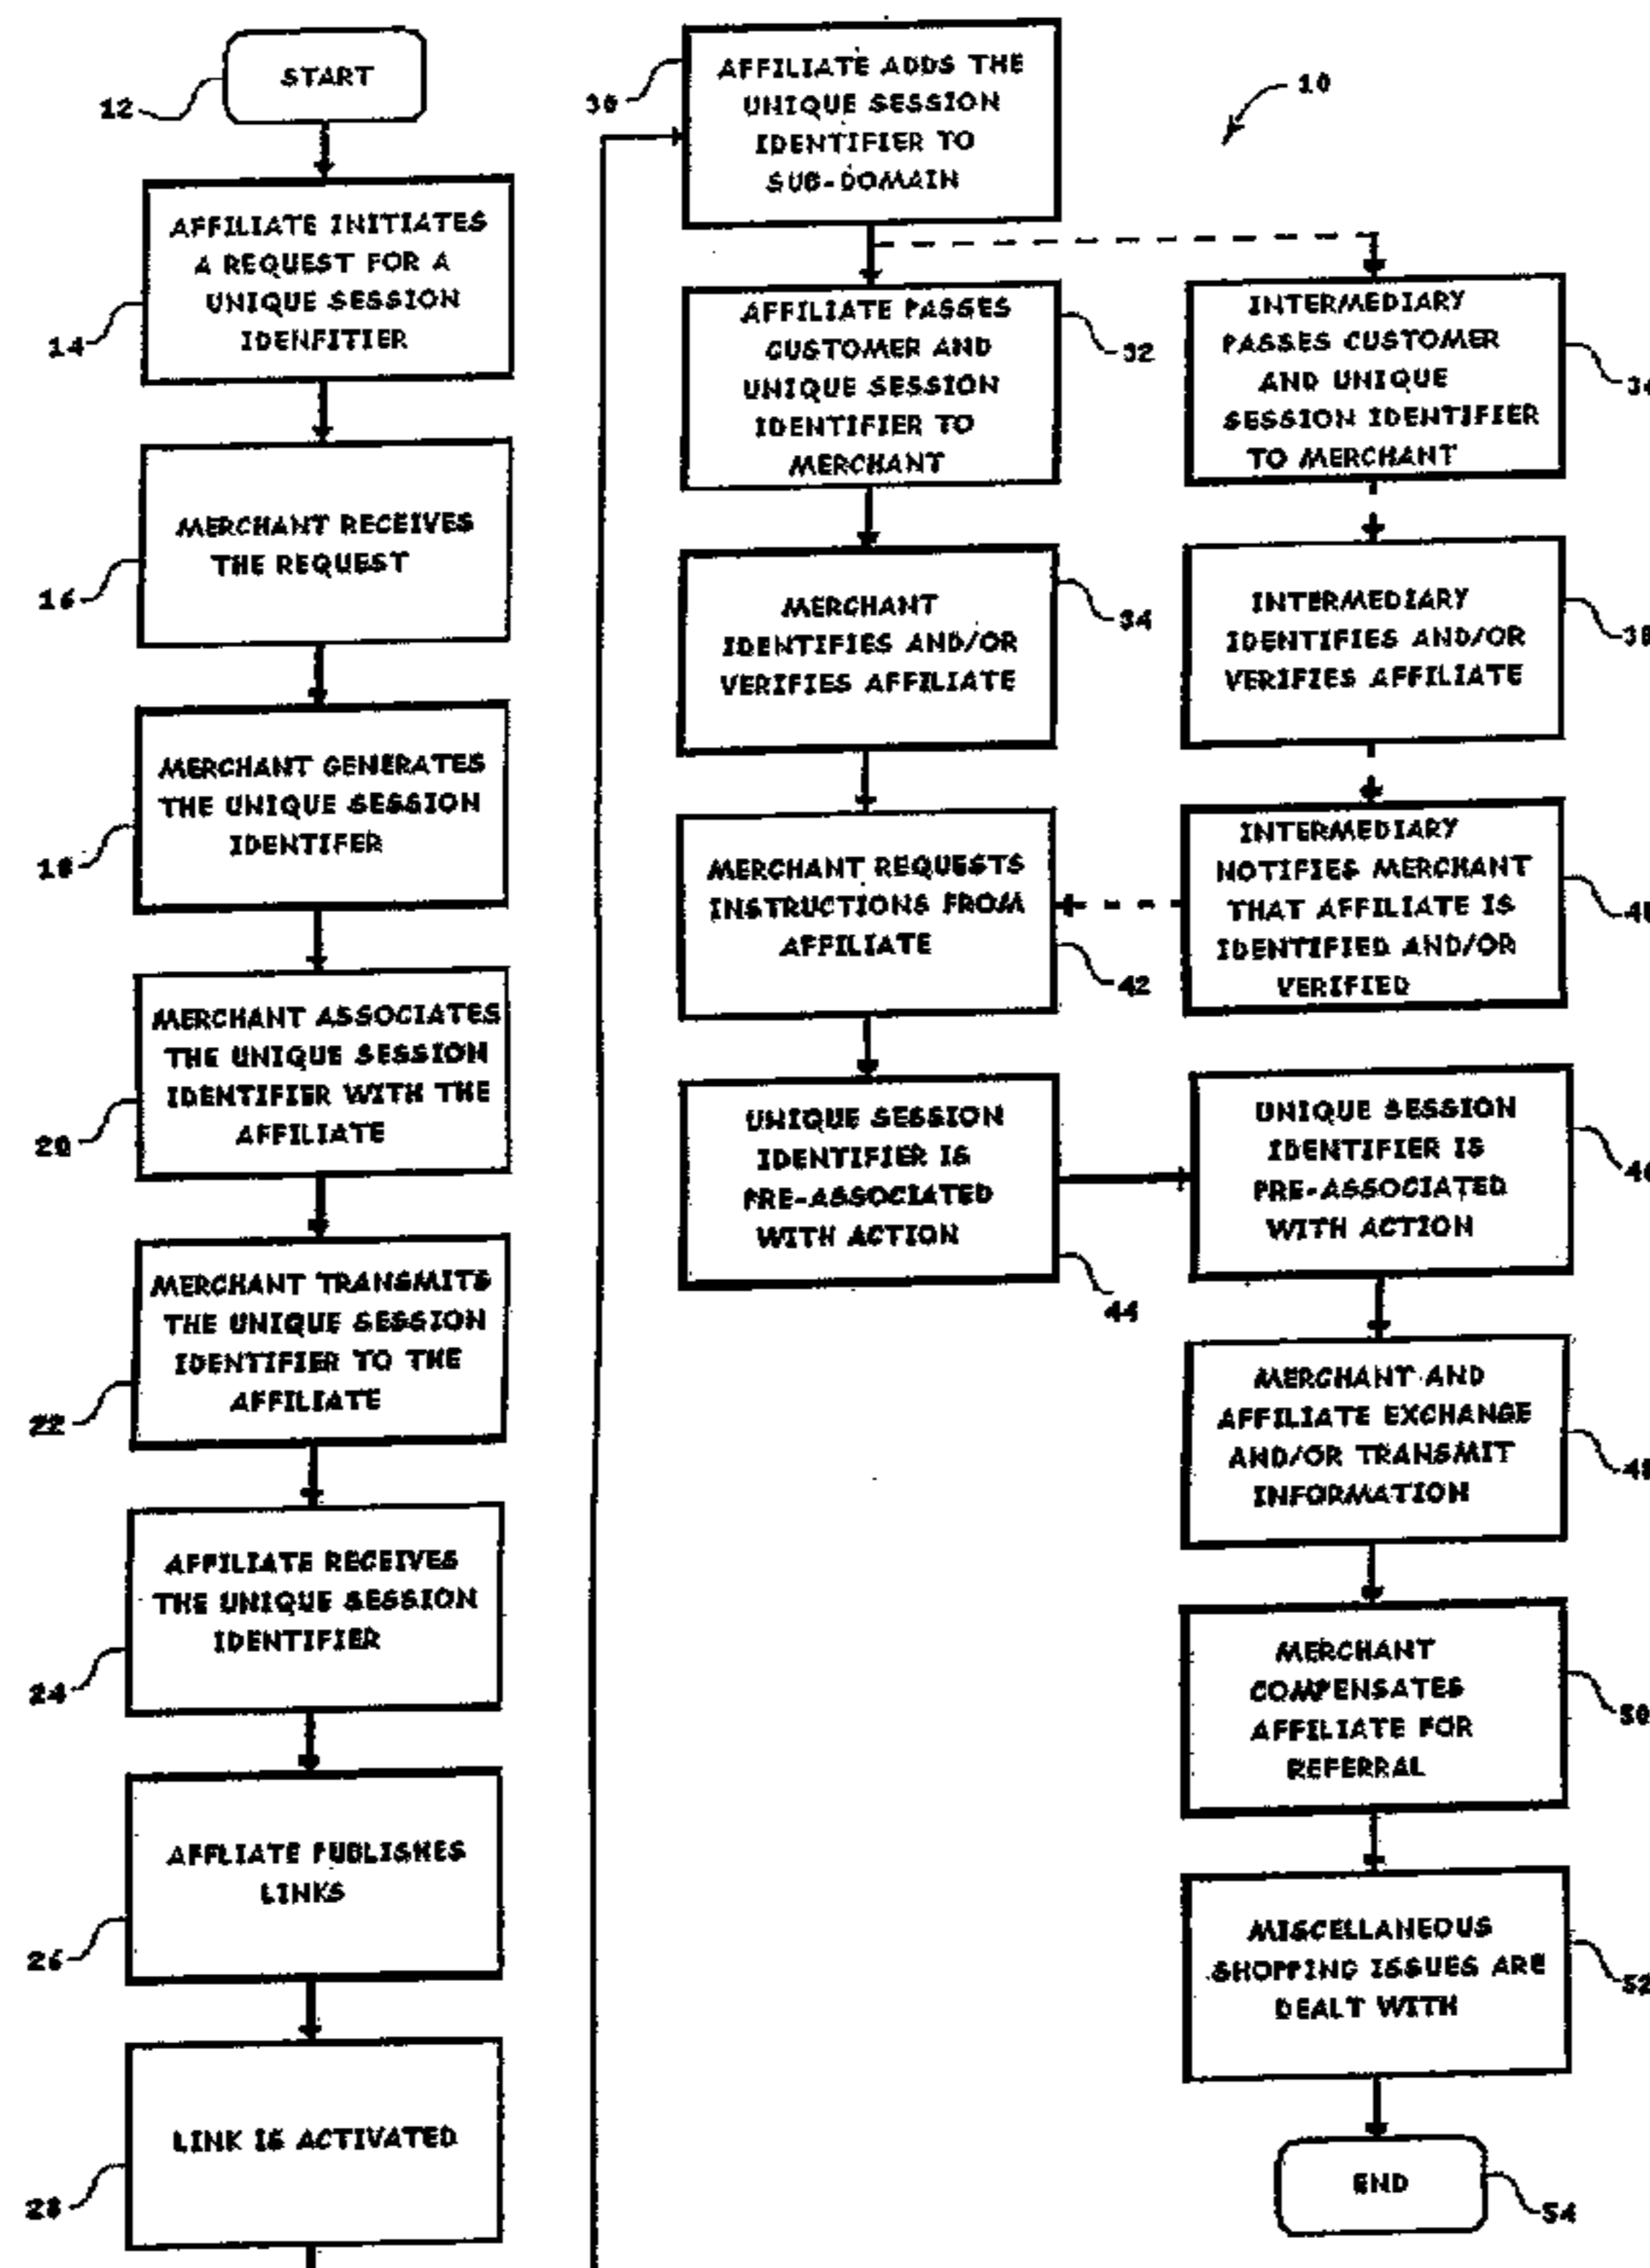 START
12
AFFILIATE INITIATES
A REQUEST FOR A
UNIQUE SESSION
IDENFITIER
14
MERCHANT RECEIVES
THE REQUEST
16
MERCHANT GENERATES
THE UNIQUE SESSION
IDENTIFER
18
MERCHANT ASSOCIATES
THE UNIQUE SESSION
IDENTIFIER WITH THE
AFFILIATE
20
MERCHANT TRANSMITS
THE UNIQUE SESSION
IDENTIFIER TO THE
AFFILIATE
22
AFFILIATE RECEIVES
THE UNIQUE SESSION
IDENTIFIER
24
AFFLIATE PUBLISHES
LINKS
26
LINK IS ACTIVATED
28
AFFILIATE ADDS THE
UNIQUE SESSION
IDENTIFIER TO
SUB-DOMAIN
30
10
AFFILIATE PASSES
CUSTOMER AND
UNIQUE SESSION
IDENTIFIER TO
MERCHANT
32
MERCHANT
IDENTIFIES AND/OR
VERIFIES AFFILIATE
34
MERCHANT REQUESTS
INSTRUCTIONS FROM
AFFILIATE
42
UNIQUE SESSION
IDENTIFIER IS
PRE-ASSOCIATED
WITH ACTION
44
INTERMEDIARY
PASSES CUSTOMER
AND UNIQUE
SESSION IDENTIFIER
TO MERCHANT
INTERMEDIARY
IDENTIFIES AND/OR
VERIFIES AFFILIATE
INTERMEDIARY
NOTIFIES MERCHANT
THAT AFFILIATE IS
IDENTIFIED AND/OR
VERIFIED
UNIQUE SESSION
IDENTIFIER IS
PRE-ASSOCIATED
WITH ACTION
MERCHANT AND
AFFILIATE EXCHANGE
AND/OR TRANSMIT
INFORMATION
MERCHANT
COMPENSATES
AFFILIATE FOR
REFERRAL
50
MISCELLANEOUS
SHOPPING ISSUES ARE
DEALT WITH
52
END
54